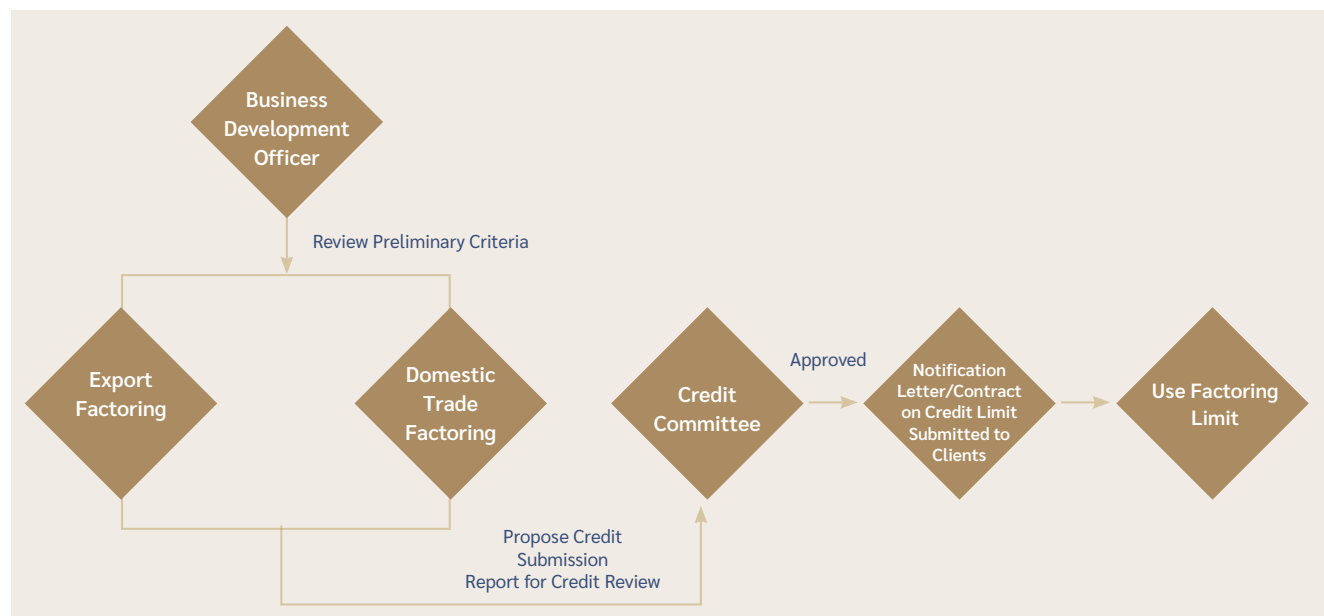 Business
Development
Officer
Review Preliminary Criteria
Export
Factoring
Domestic
Trade
Factoring
Propose Credit
Submission
Report for Credit Review
Credit
Committee
Approved
Notification
Letter/Contract
on Credit Limit
Submitted to
Clients
Use Factoring
Limit